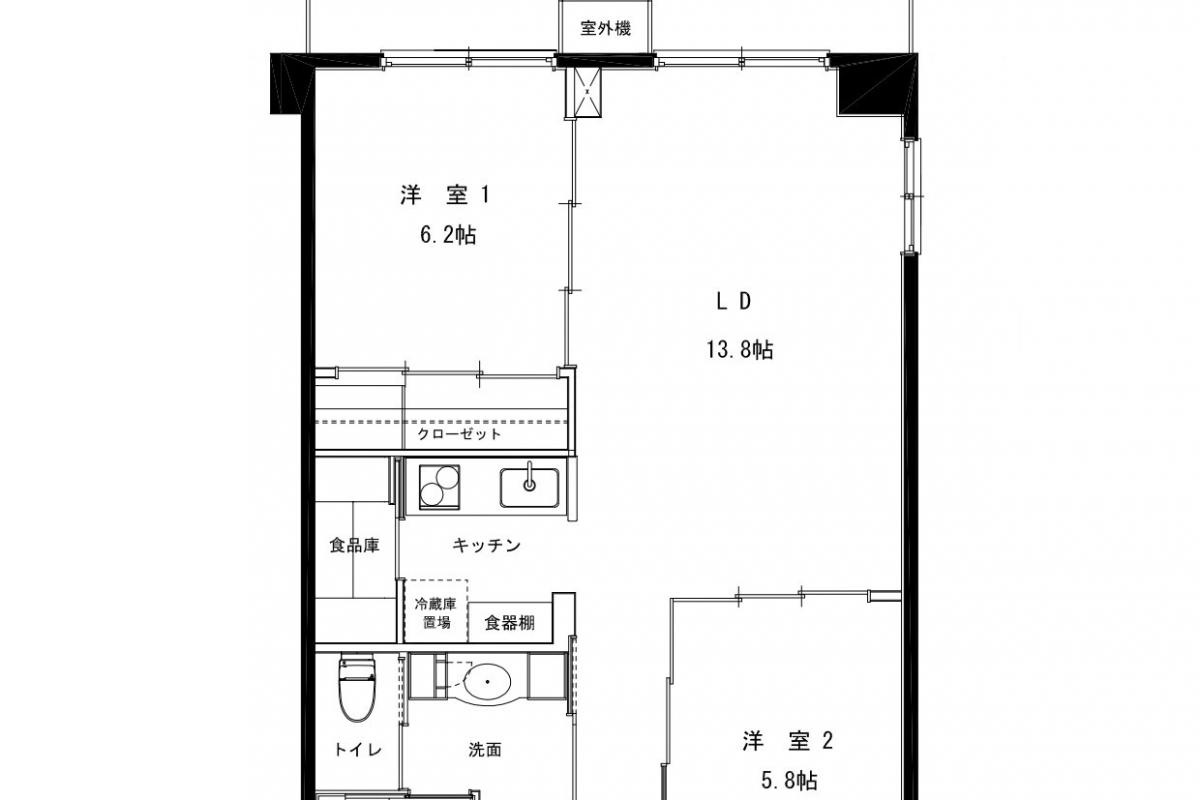 室外機
洋 室 1
6.2帖
L D
13.8帖
クローゼット
食品庫
キッチン
冷蔵庫
置場
食器棚
トイレ
洗面
洋 室 2
5.8帖